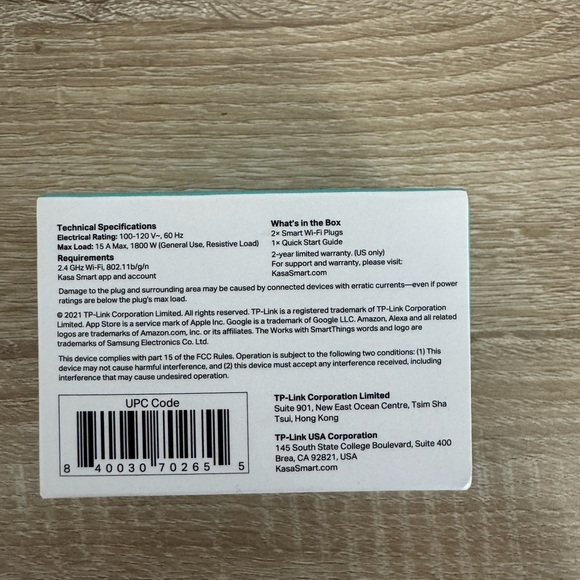 Technical Specifications
Electrical Rating: 100-120 V~, 60 Hz
Max Load: 15 A Max, 1800 W (General Use, Resistive Load)
Requirements
2.4 GHz Wi-Fi, 802.11b/g/n
Kasa Smart app and account
What's in the Box
2× Smart Wi-Fi Plugs
1× Quick Start Guide
2-year limited warranty. (US only)
For support and warranty, please visit:
KasaSmart.com
Damage to the plug and surrounding area may be caused by connected devices with erratic currents—even if power
ratings are below the plug's max load.
© 2021 TP-Link Corporation Limited. All rights reserved. TP-Link is a registered trademark of TP-Link Corporation
Limited. App Store is a service mark of Apple Inc. Google is a trademark of Google LLC. Amazon, Alexa and all related
logos are trademarks of Amazon.com, Inc. or its affiliates. The Works with SmartThings words and logo are
trademarks of Samsung Electronics Co. Ltd.
This device complies with part 15 of the FCC Rules. Operation is subject to the following two conditions: (1) This
device may not cause harmful interference, and (2) this device must accept any interference received, including
interference that may cause undesired operation.
UPC Code
8 40030 70265 5
TP-Link Corporation Limited
Suite 901, New East Ocean Centre, Tsim Sha
Tsui, Hong Kong
TP-Link USA Corporation
145 South State College Boulevard, Suite 400
Brea, CA 92821, USA
KasaSmart.com